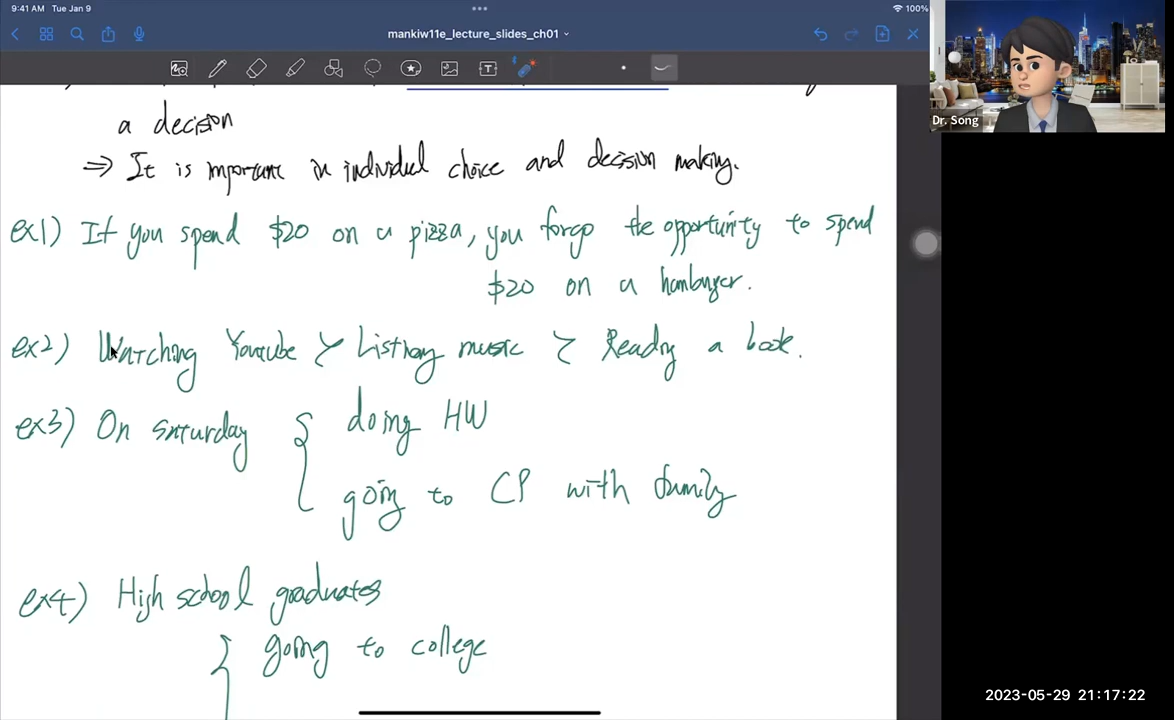 9:41 AM Tue Jan 9
100%
mankiw11e_lecture_slides_ch01
Dr. Song
a decision
⇒ It is important in individual choice and decision making.
ex1) If you spend $20 on a pizza, you forgo the opportunity to spend
$20 on a hamburger.
ex2) Watching Youtube > Listning music > Reading a book.
ex3) On saturday { doing HW
going to CP with family
ex4) High school graduates
{ going to college
2023-05-29 21:17:22